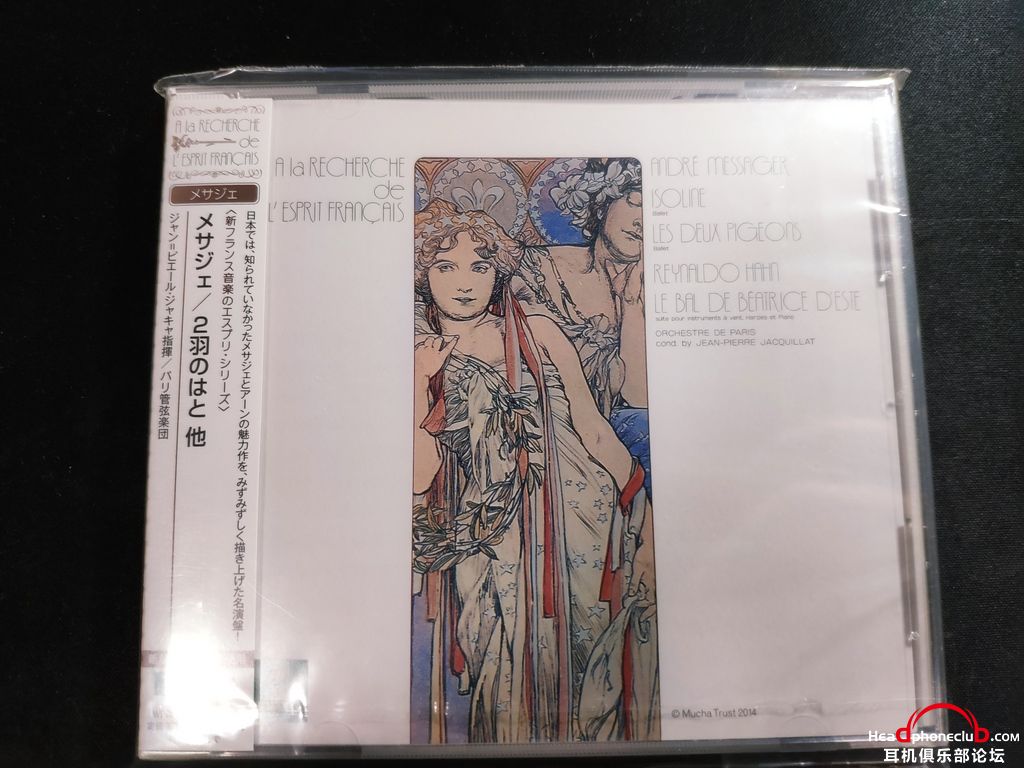 A la RECHERCHE
de
L'ESPRIT FRANÇAIS
メサジェ
日本では、知られていなかったメサジェとアーンの魅力作を、みずみずしく描き上げた名演盤!
〈新フランス音楽のエスプリ・シリーズ〉
メサジェ/2羽のはと 他
ジャン=ピエール・ジャキャ指揮/パリ管弦楽団
A la RECHERCHE
de
L'ESPRIT FRANÇAIS
ANDRÉ MESSAGER
ISOLINE
Ballet
LES DEUX PIGEONS
Ballet
REYNALDO HAHN
LE BAL DE BÉATRICE D'ESTE
suite pour instruments à vent, Harpes et Piano
ORCHESTRE DE PARIS
cond. by JEAN-PIERRE JACQUILLAT
© Mucha Trust 2014
HeadphoneclubD.com
耳机俱乐部论坛